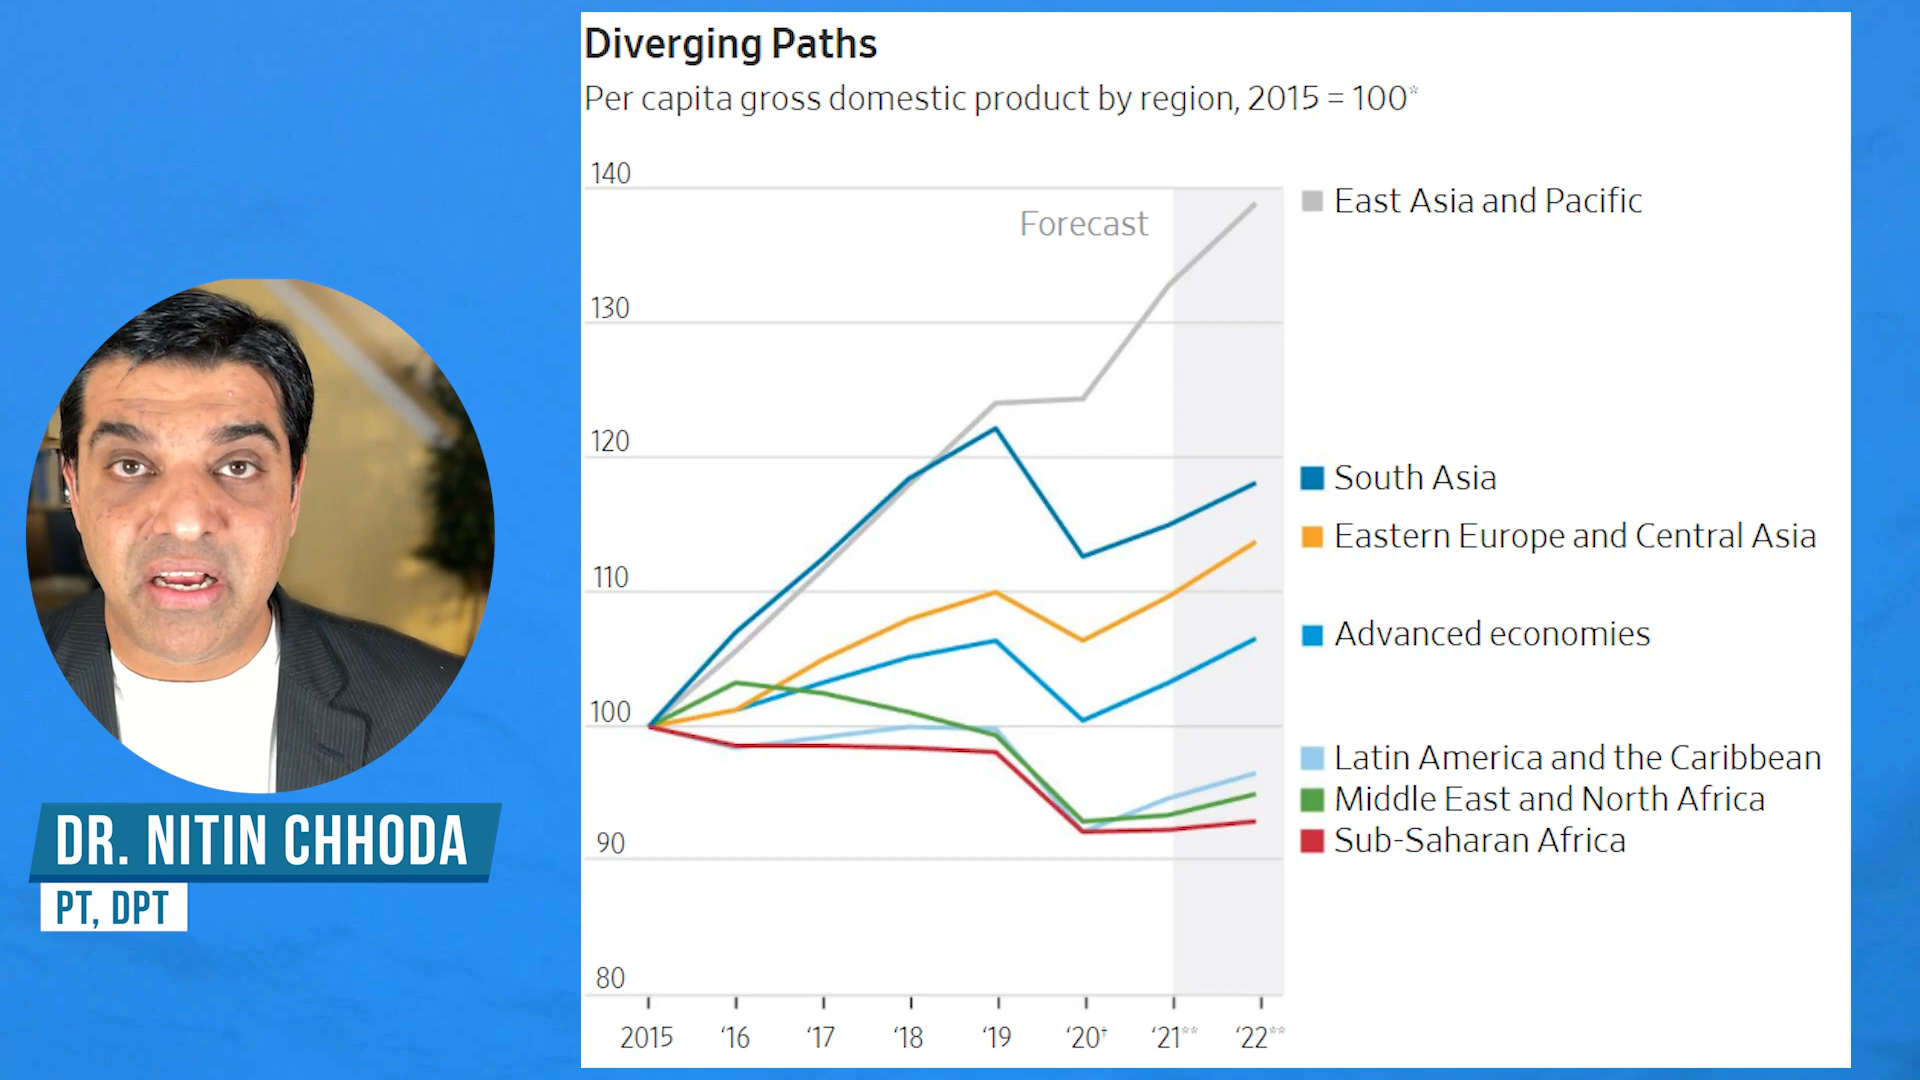 Diverging Paths
Per capita gross domestic product by region, 2015 = 100*
140
130
120
110
100
90
80
Forecast
East Asia and Pacific
South Asia
Eastern Europe and Central Asia
Advanced economies
Latin America and the Caribbean
Middle East and North Africa
Sub-Saharan Africa
2015 ‘16 ‘17 ‘18 ‘19 ‘20† ‘21** ‘22**
DR. NITIN CHHODA
PT, DPT